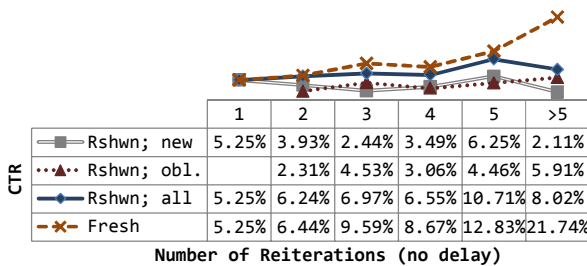 1 2 3 4 5 >5
Rshwn; new 5.25% 3.93% 2.44% 3.49% 6.25% 2.11%
Rshwn; obl. 2.31% 4.53% 3.06% 4.46% 5.91%
Rshwn; all 5.25% 6.24% 6.97% 6.55% 10.71% 8.02%
Fresh 5.25% 6.44% 9.59% 8.67% 12.83% 21.74%
CTR
Number of Reiterations (no delay)